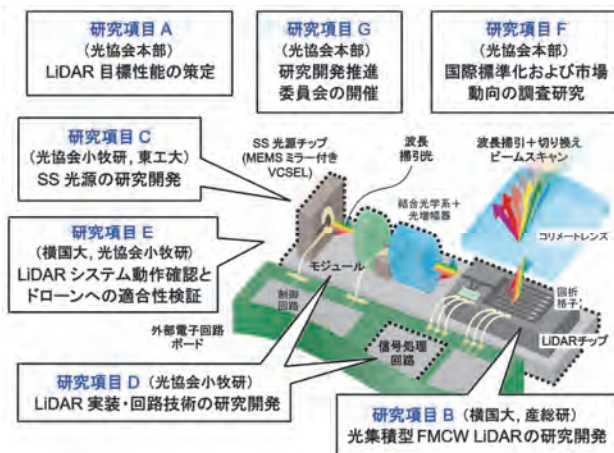 研究項目A
(光協会本部)
LiDAR 目標性能の策定
研究項目G
(光協会本部)
研究開発推進
委員会の開催
研究項目F
(光協会本部)
国際標準化および市場
動向の調査研究
研究項目C
(光協会小牧研, 東工大)
SS 光源の研究開発
SS 光源チップ
(MEMS ミラー付き
VCSEL)
波長
掃引光
結合光学系+
光増幅器
波長掃引+切り換え
ビームスキャン
コリメートレンズ
研究項目E
(横国大, 光協会小牧研)
LiDAR システム動作確認と
ドローンへの適合性検証
モジュール
制御
回路
外部電子回路
ボード
信号処理
回路
回折
格子
LiDARチップ
研究項目D (光協会小牧研)
LiDAR 実装・回路技術の研究開発
研究項目B (横国大, 産総研)
光集積型 FMCW LiDARの研究開発